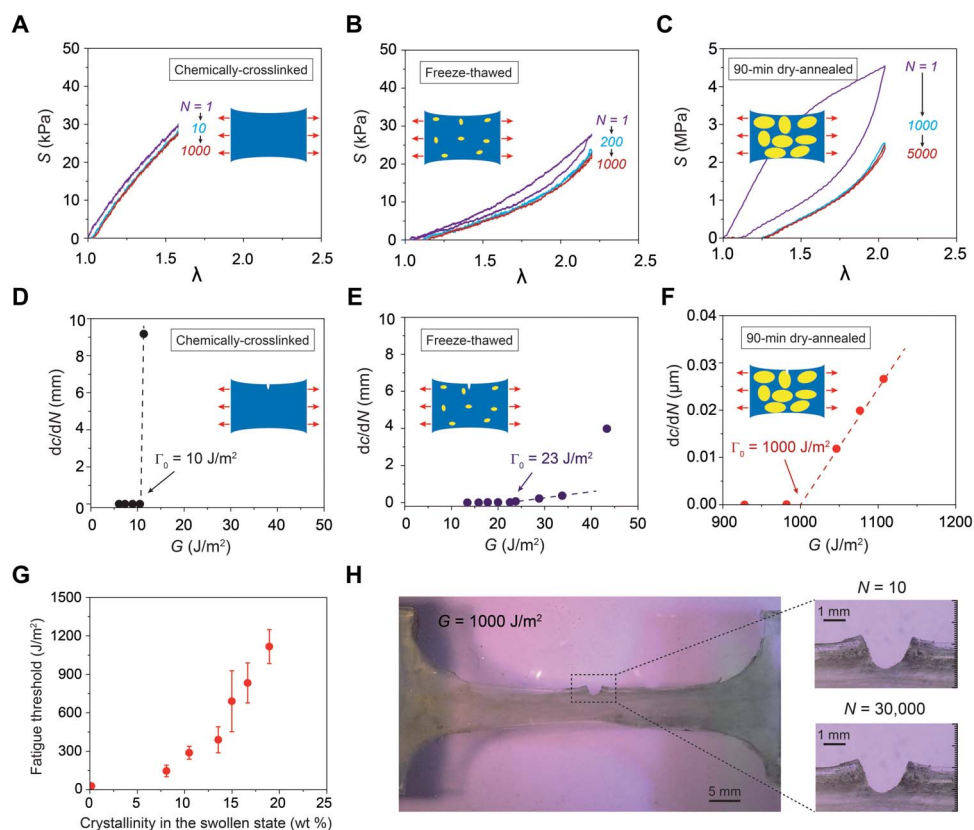 A
S (kPa)
50
40
30
20
10
0
1.0
1.5
2.0
2.5
λ
Chemically-crosslinked
N = 1
10
1000
B
S (kPa)
50
40
30
20
10
0
1.0
1.5
2.0
2.5
λ
Freeze-thawed
N = 1
200
1000
C
S (MPa)
5
4
3
2
1
0
1.0
1.5
2.0
2.5
λ
90-min dry-annealed
N = 1
1000
5000
D
dc/dN (mm)
10
8
6
4
2
0
0
10
20
30
40
50
G (J/m²)
Chemically-crosslinked
Γ₀ = 10 J/m²
E
dc/dN (mm)
10
8
6
4
2
0
0
10
20
30
40
50
G (J/m²)
Freeze-thawed
Γ₀ = 23 J/m²
F
dc/dN (μm)
0.04
0.03
0.02
0.01
0.00
900
1000
1100
1200
G (J/m²)
90-min dry-annealed
Γ₀ = 1000 J/m²
G
Fatigue threshold (J/m²)
1500
1200
900
600
300
0
0
5
10
15
20
25
Crystallinity in the swollen state (wt %)
H
G = 1000 J/m²
5 mm
N = 10
1 mm
N = 30,000
1 mm